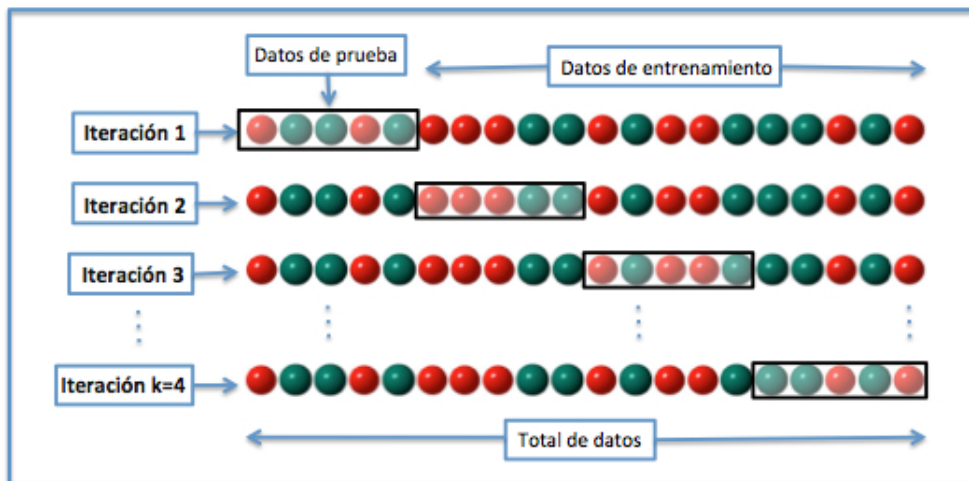 Datos de prueba
Datos de entrenamiento
Iteración 1
Iteración 2
Iteración 3
Iteración k=4
Total de datos